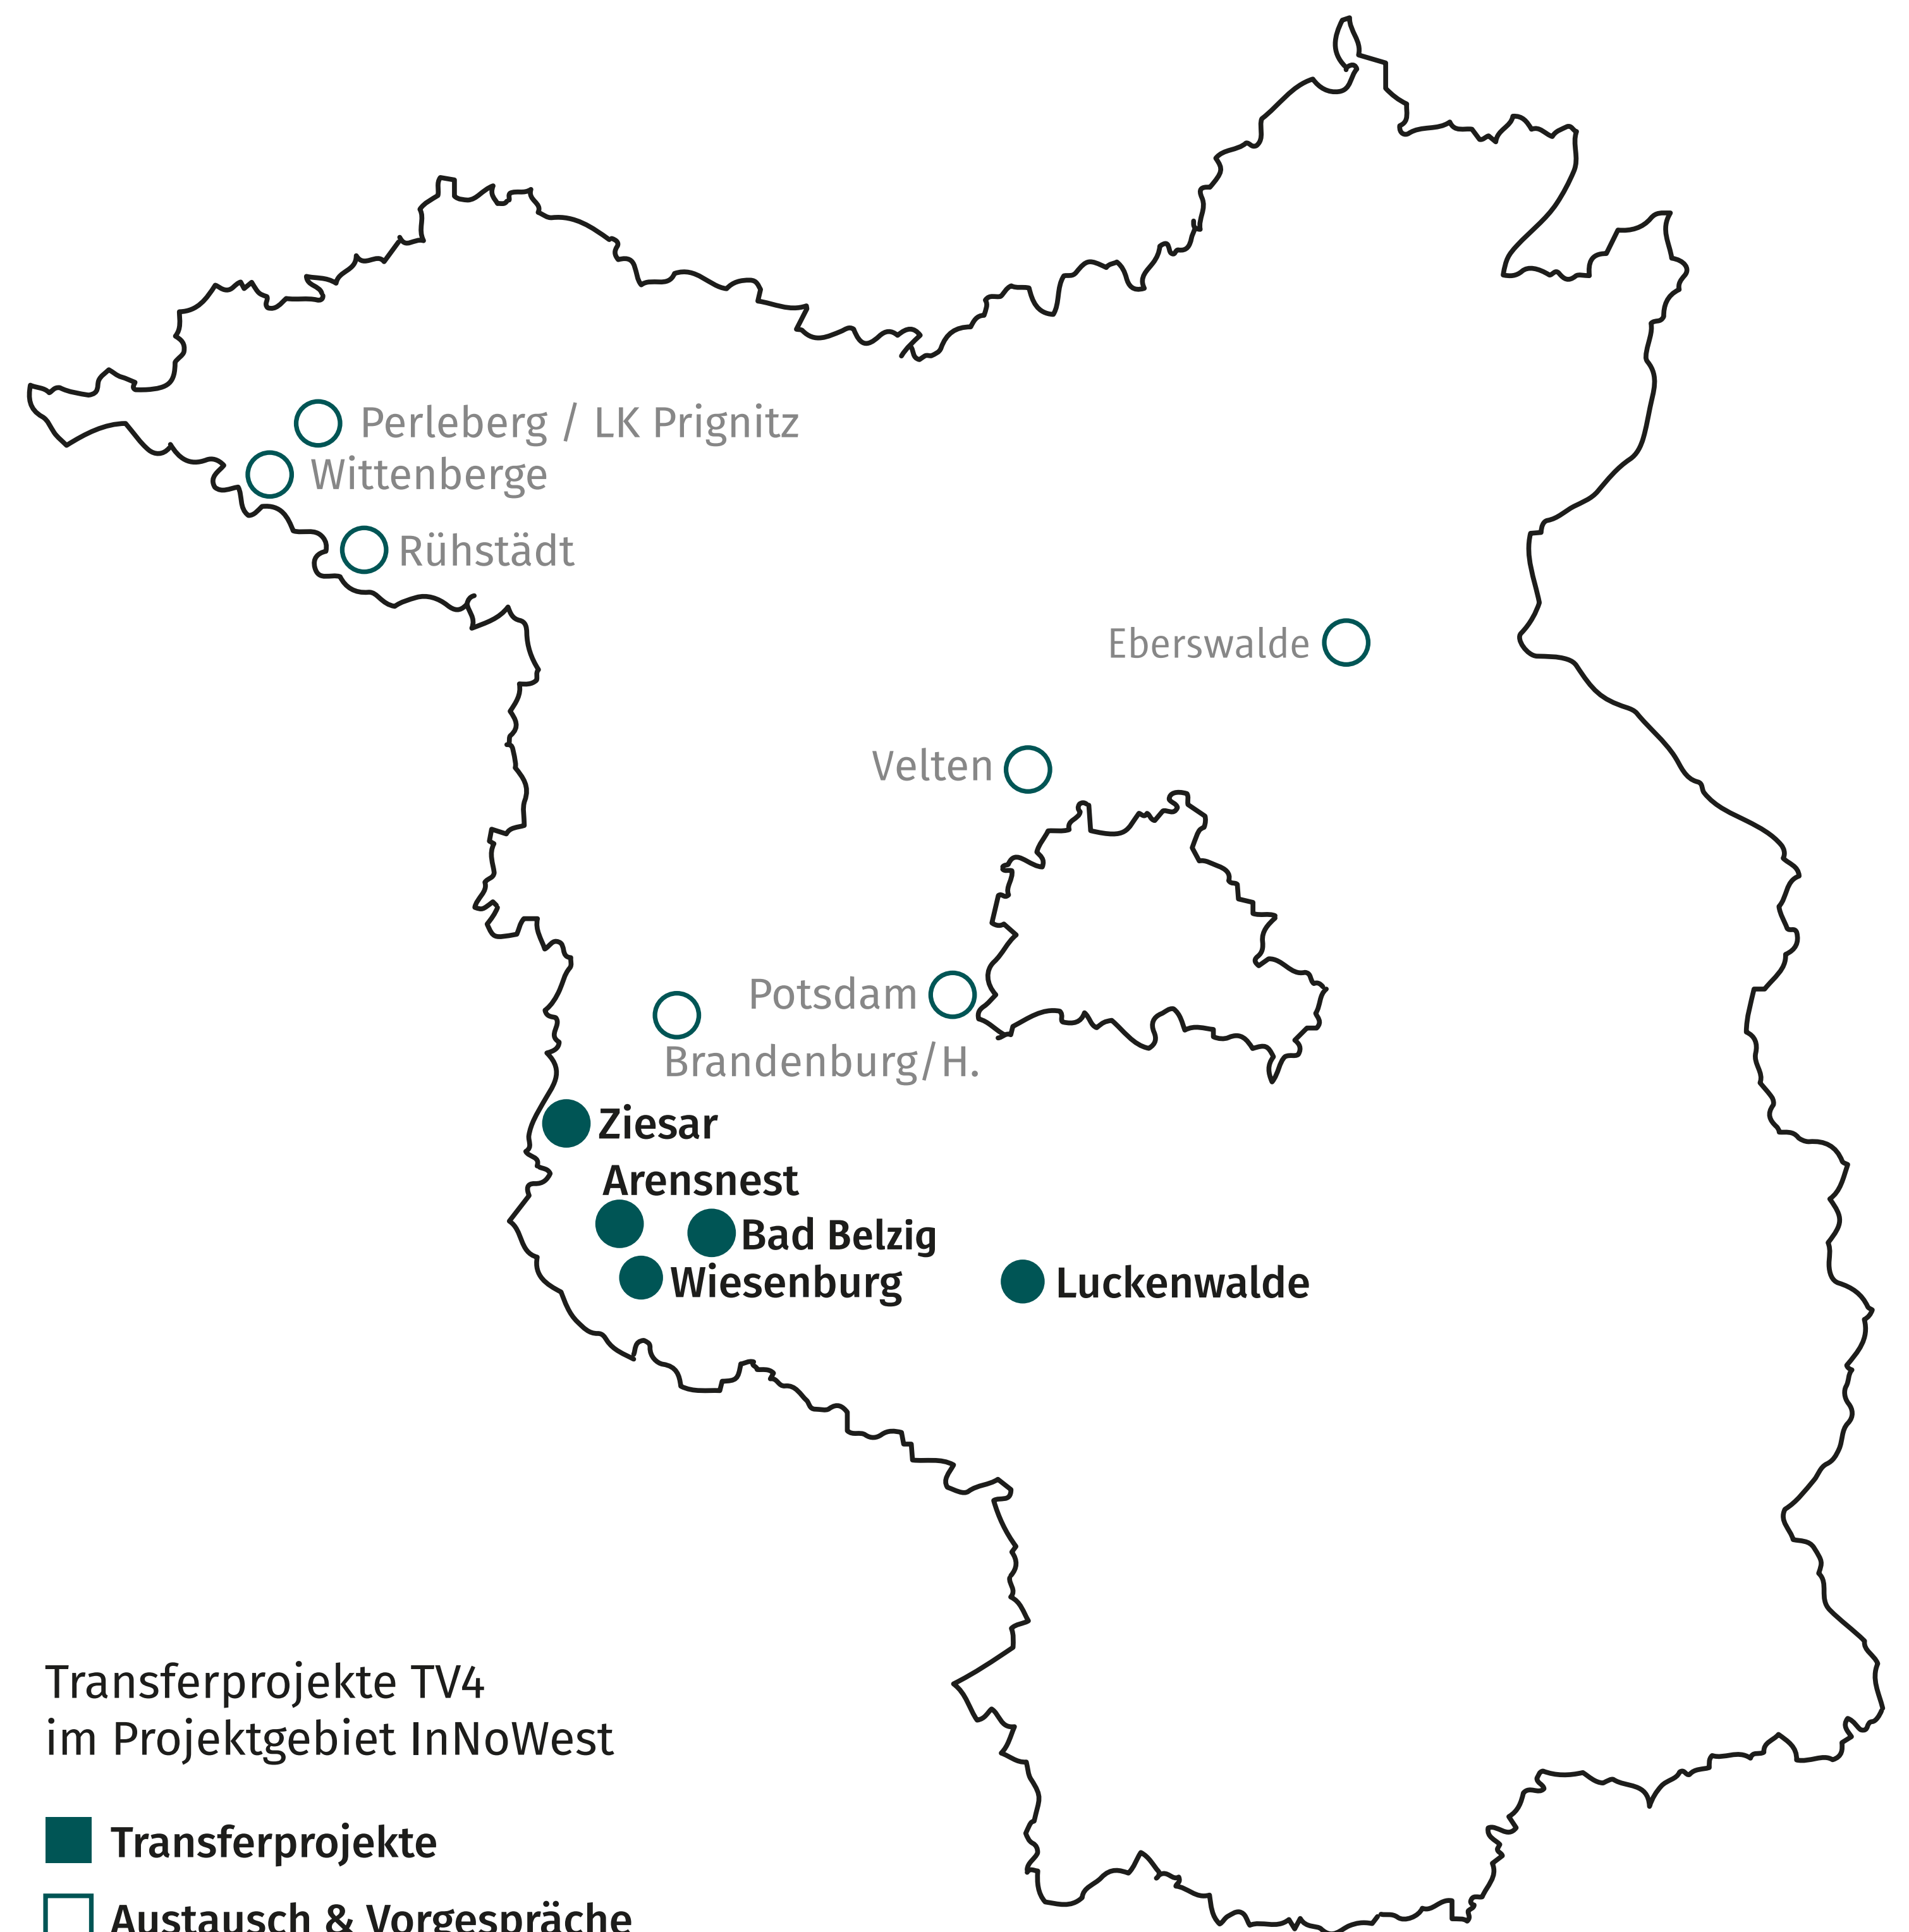 Perleberg / LK Prignitz
Wittenberge
Rühstädt
Eberswalde
Velten
Potsdam
Brandenburg/H.
Ziesar
Arensnest
Bad Belzig
Wiesenburg
Luckenwalde
Transferprojekte TV4
im Projektgebiet InNoWest
Transferprojekte
Austausch & Vorgespräche